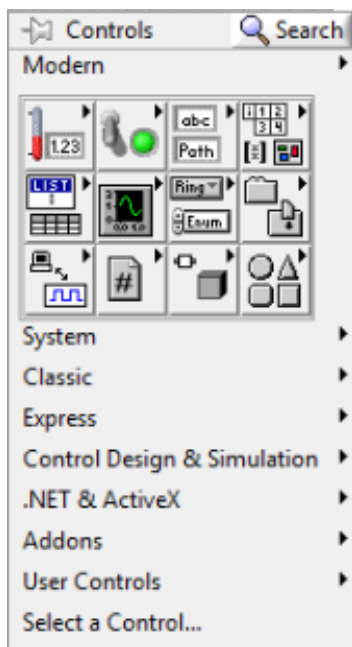 Controls Search
Modern
1.23 abc Path 1 2 3 4
LIST Ring Enum
#
System
Classic
Express
Control Design & Simulation
.NET & ActiveX
Addons
User Controls
Select a Control...